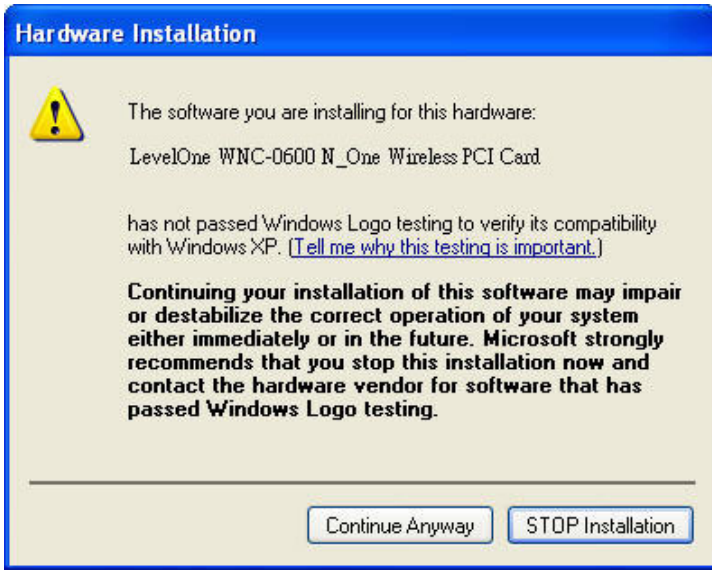 Hardware Installation
The software you are installing for this hardware:
LevelOne WNC-0600 N_One Wireless PCI Card
has not passed Windows Logo testing to verify its compatibility
with Windows XP. (Tell me why this testing is important.)
Continuing your installation of this software may impair
or destabilize the correct operation of your system
either immediately or in the future. Microsoft strongly
recommends that you stop this installation now and
contact the hardware vendor for software that has
passed Windows Logo testing.
Continue Anyway
STOP Installation